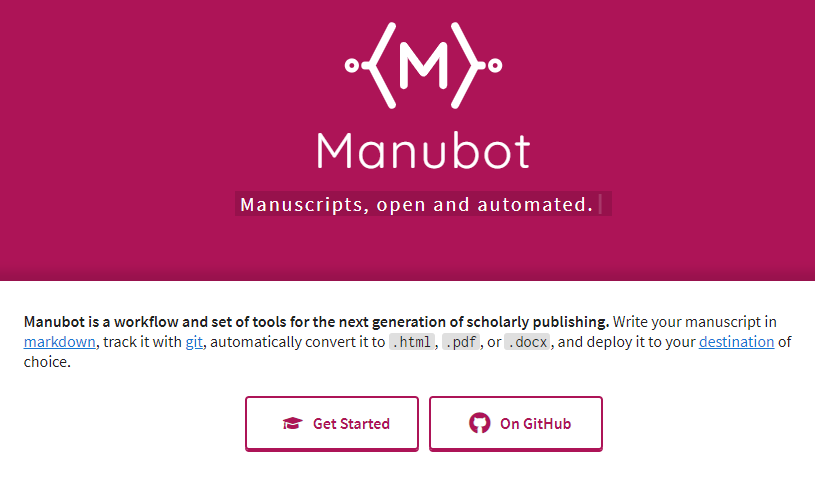 M
Manubot
Manuscripts, open and automated.
Manubot is a workflow and set of tools for the next generation of scholarly publishing. Write your manuscript in
markdown, track it with git, automatically convert it to .html, .pdf, or .docx, and deploy it to your destination of
choice.
Get Started
On GitHub